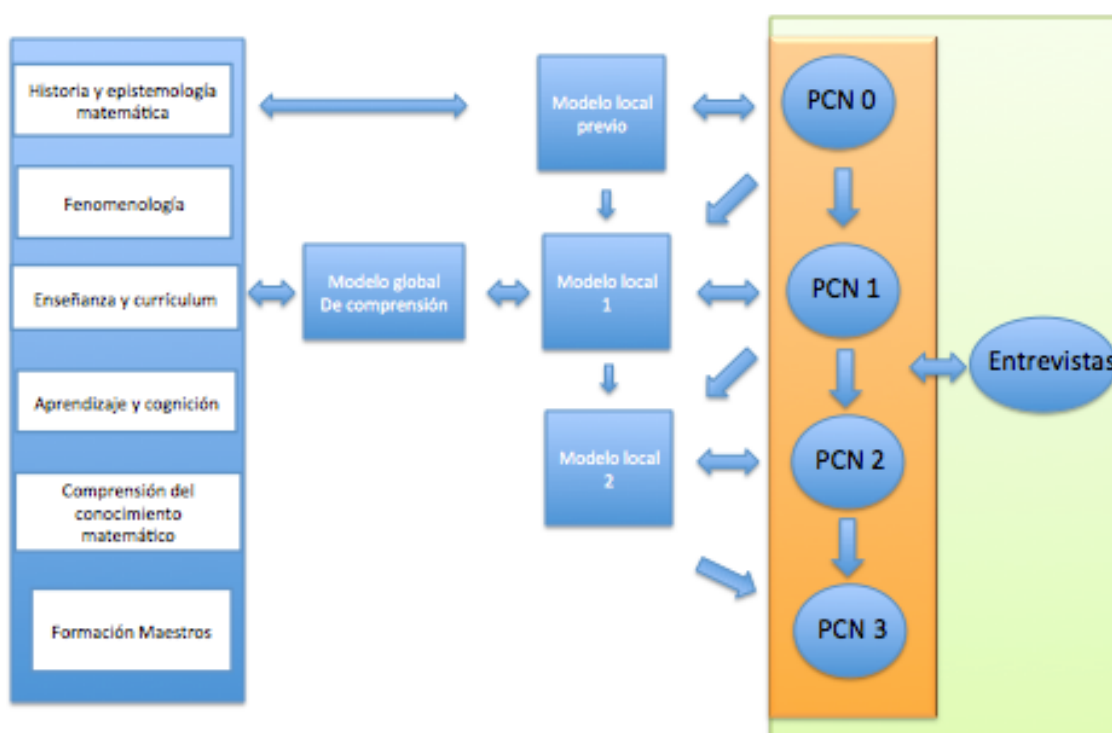 Historia y epistemología
matemática
Fenomenología
Enseñanza y currículum
Aprendizaje y cognición
Comprensión del
conocimiento
matemático
Formación Maestros
Modelo global
De comprensión
Modelo local
previo
Modelo local
1
Modelo local
2
PCN 0
PCN 1
PCN 2
PCN 3
Entrevistas